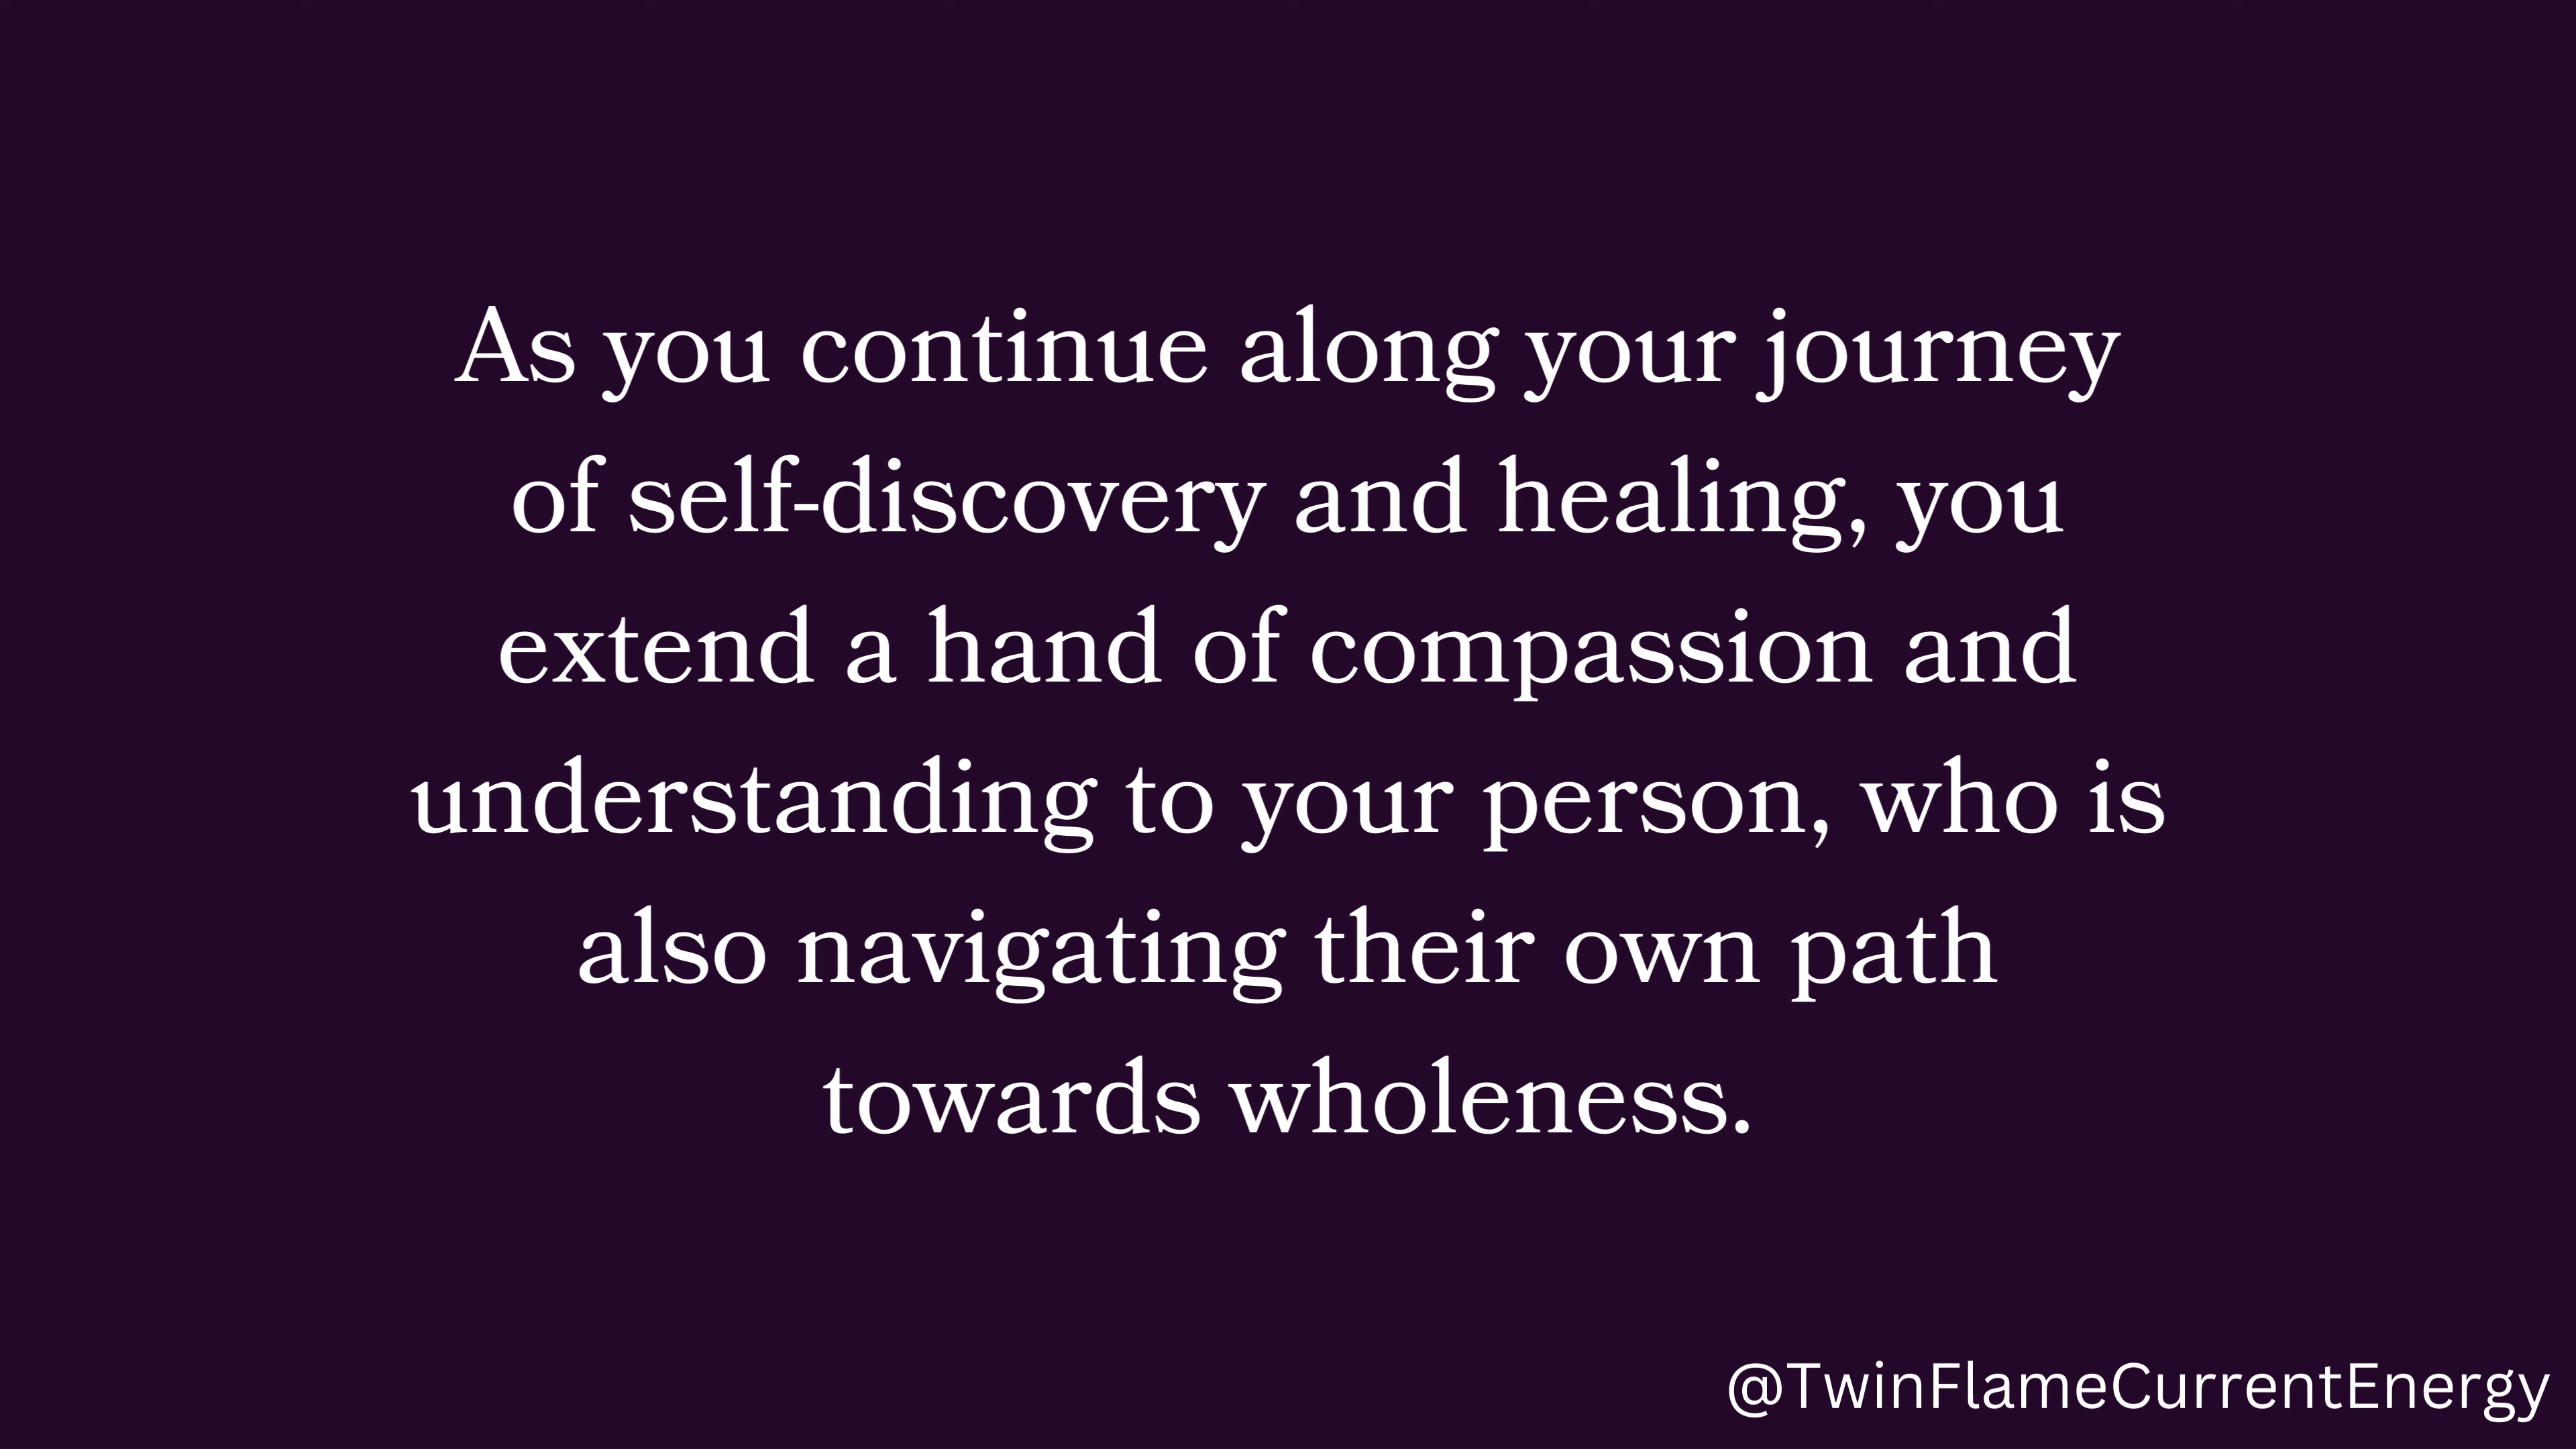 As you continue along your journey
of self-discovery and healing, you
extend a hand of compassion and
understanding to your person, who is
also navigating their own path
towards wholeness.
@TwinFlameCurrentEnergy